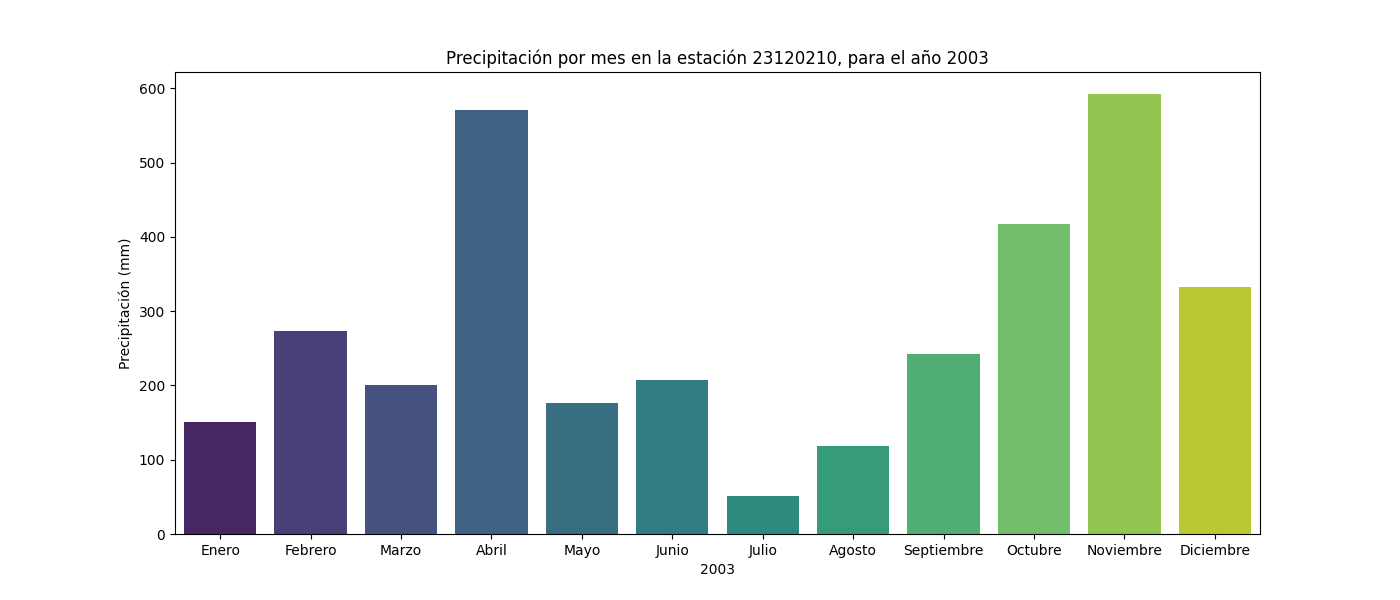 Precipitación por mes en la estación 23120210, para el año 2003
Precipitación (mm)
600
500
400
300
200
100
0
Enero Febrero Marzo Abril Mayo Junio Julio Agosto Septiembre Octubre Noviembre Diciembre
2003